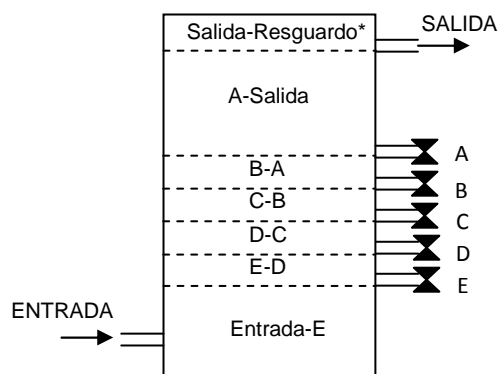 Salida-Resguardo*
SALIDA
A-Salida
A
B-A
B
C-B
C
D-C
D
E-D
E
ENTRADA
Entrada-E